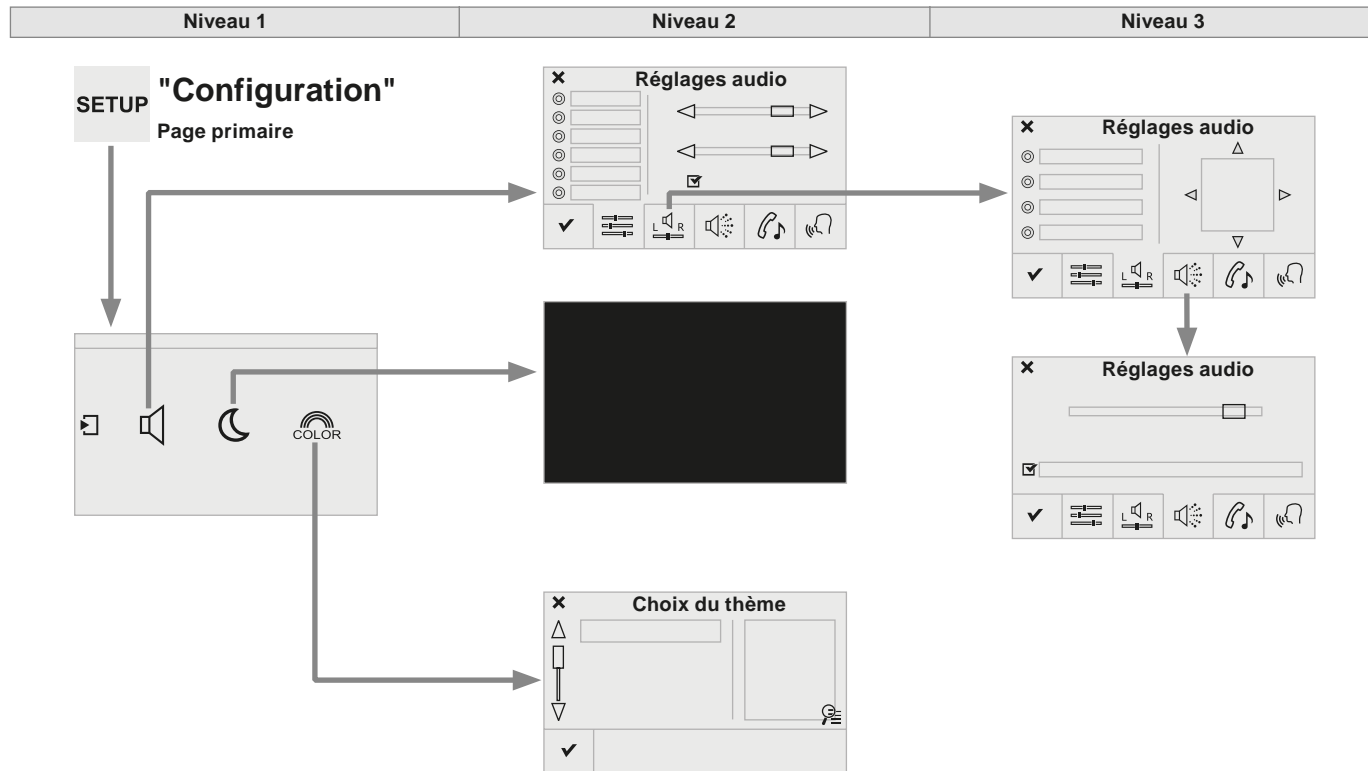 Niveau 1
Niveau 2
Niveau 3
SETUP
"Configuration"
Page primaire
Réglages audio
L R
Réglages audio
L R
COLOR
Réglages audio
L R
Choix du thème